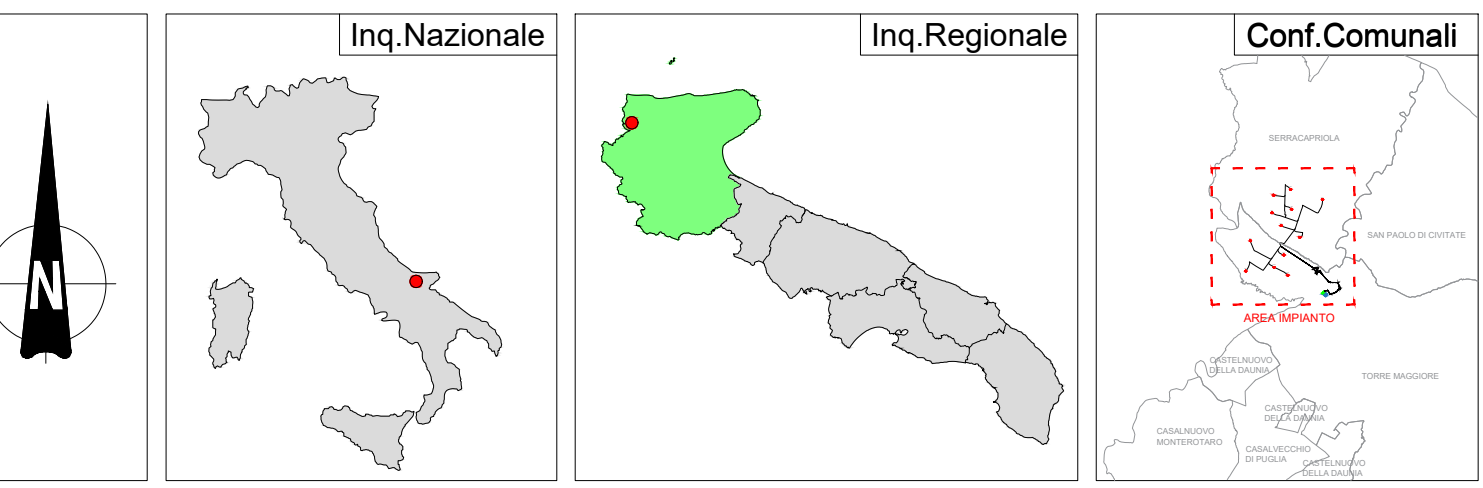 N
Inq.Nazionale
Inq.Regionale
Conf.Comunali
SERRACAPRIOLA
SAN PAOLO DI CIVITATE
AREA IMPIANTO
CASTELNUOVO
DELLA DAUNIA
TORRE MAGGIORE
CASTELNUOVO
DELLA DAUNIA
CASALNUOVO
MONTEROTARO
CASALVECCHIO
DI PUGLIA
CASTELNUOVO
DELLA DAUNIA